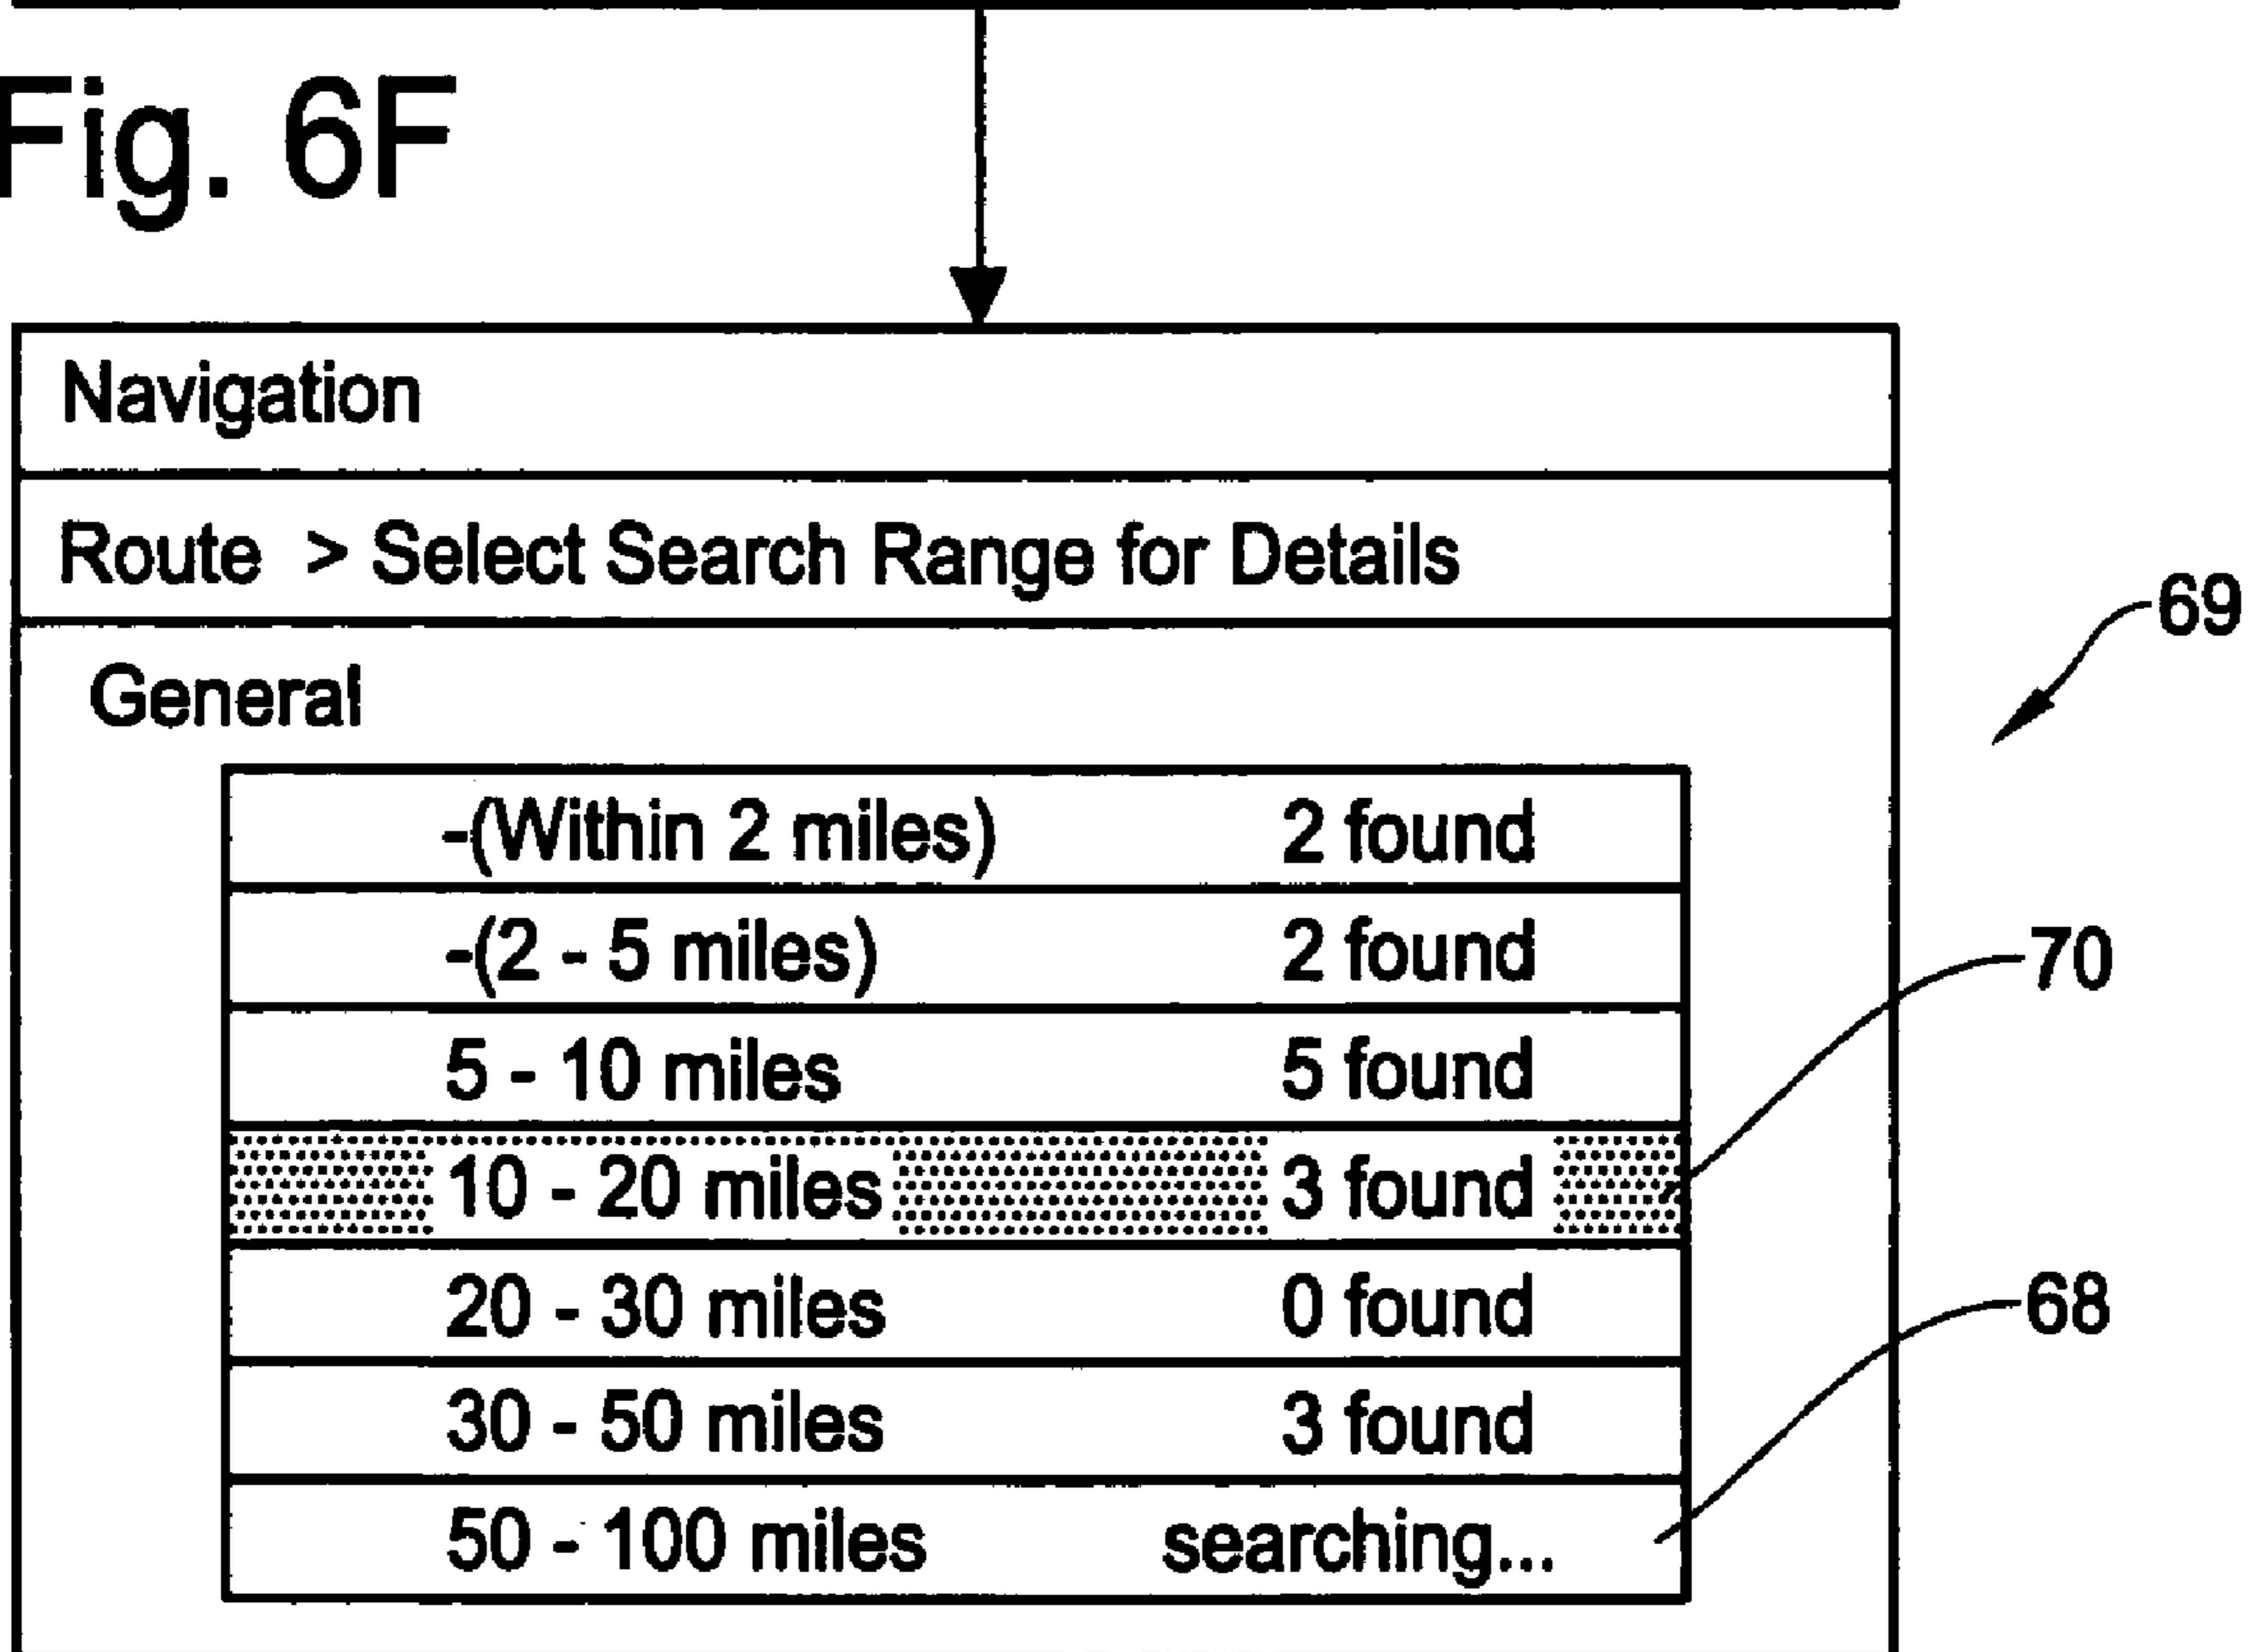 Fig. 6F
Navigation
Route > Select Search Range for Details
69
General
-(Within 2 miles) 2 found
-(2 - 5 miles) 2 found
70
5 - 10 miles 5 found
10 - 20 miles 3 found
20 - 30 miles 0 found
68
30 - 50 miles 3 found
50 - 100 miles searching...